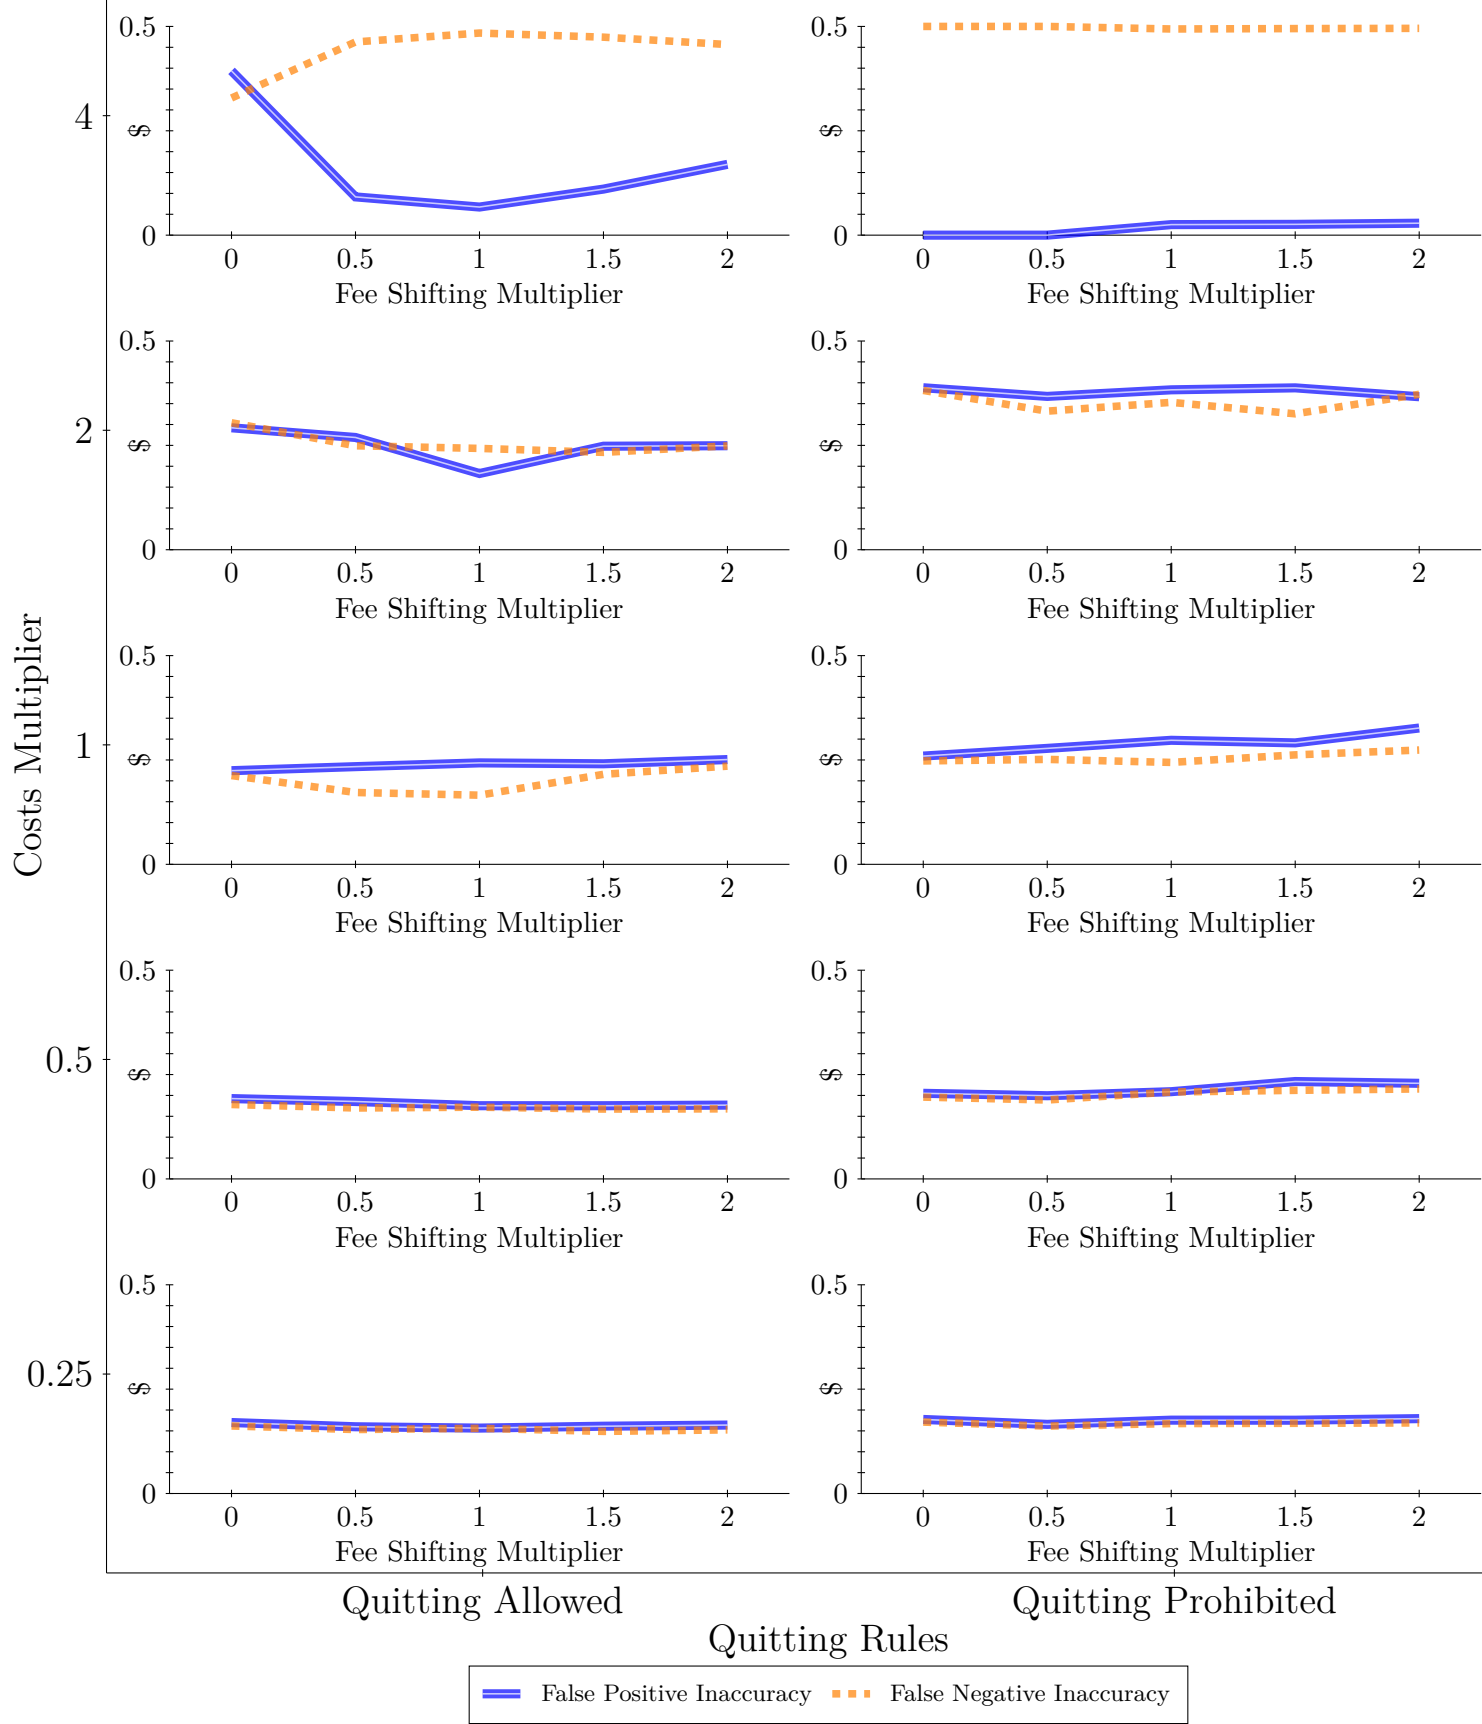 Costs Multiplier
4
0.5
$
0
0 0.5 1 1.5 2
Fee Shifting Multiplier
0.5
$
0
0 0.5 1 1.5 2
Fee Shifting Multiplier
2
0.5
$
0
0 0.5 1 1.5 2
Fee Shifting Multiplier
0.5
$
0
0 0.5 1 1.5 2
Fee Shifting Multiplier
1
0.5
$
0
0 0.5 1 1.5 2
Fee Shifting Multiplier
0.5
$
0
0 0.5 1 1.5 2
Fee Shifting Multiplier
0.5
0.5
$
0
0 0.5 1 1.5 2
Fee Shifting Multiplier
0.5
$
0
0 0.5 1 1.5 2
Fee Shifting Multiplier
0.25
0.5
$
0
0 0.5 1 1.5 2
Fee Shifting Multiplier
0.5
$
0
0 0.5 1 1.5 2
Fee Shifting Multiplier
Quitting Allowed
Quitting Prohibited
Quitting Rules
False Positive Inaccuracy
False Negative Inaccuracy